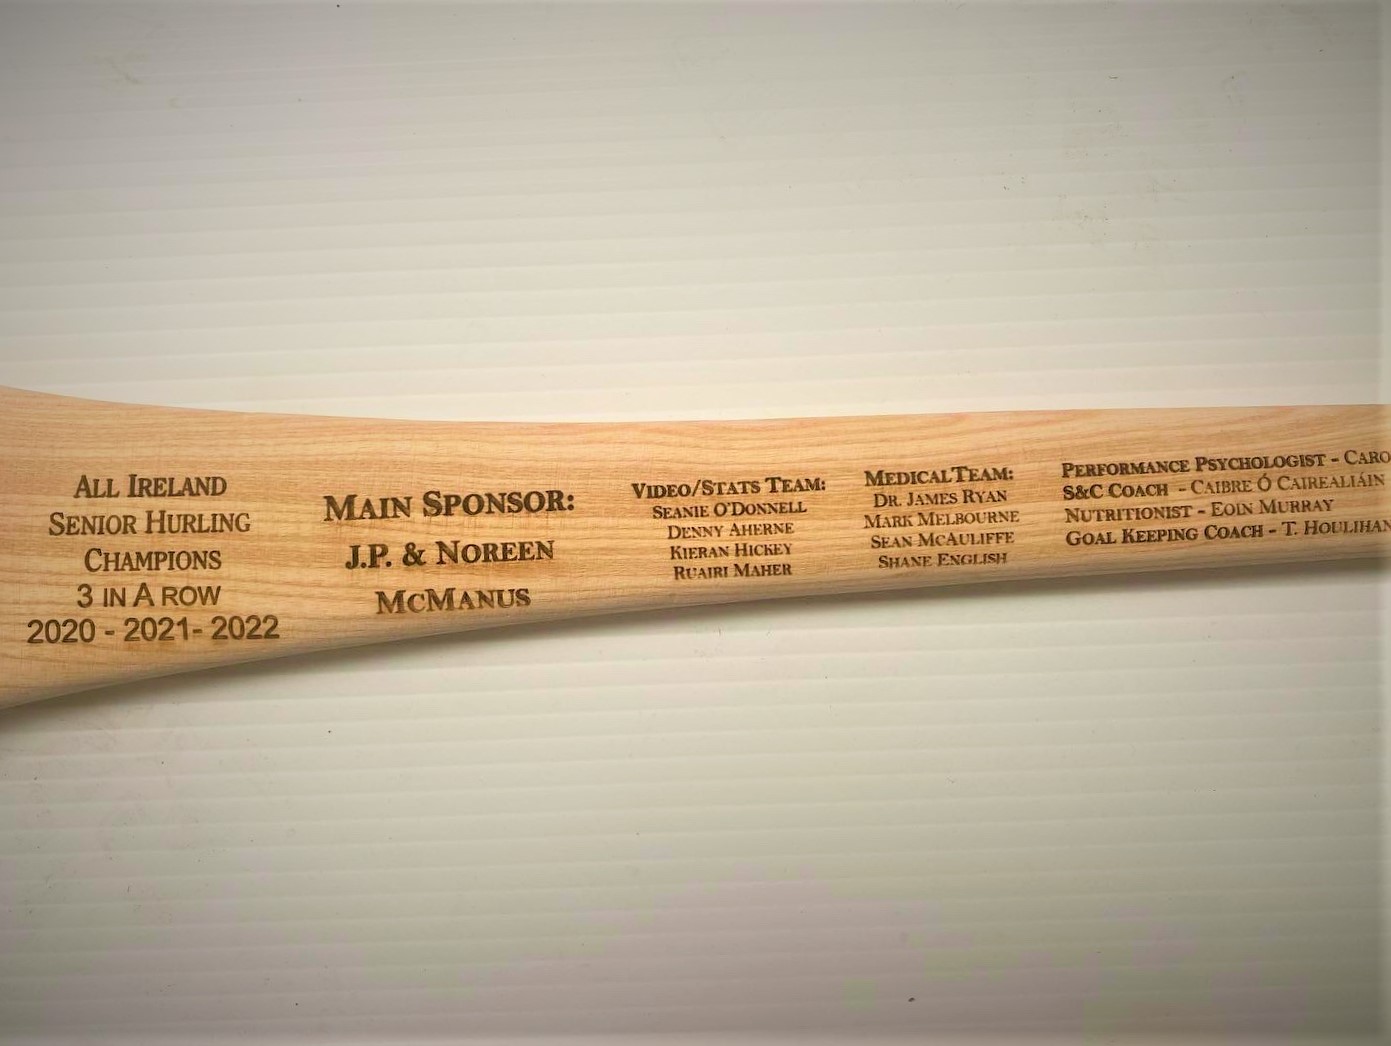 All Ireland
Senior Hurling
Champions
3 in A row
2020 - 2021- 2022
Main Sponsor:
J.P. & Noreen
McManus
Video/Stats Team:
Seanie O'Donnell
Denny Aherne
Kieran Hickey
Ruairi Maher
Medical Team:
Dr. James Ryan
Mark Melbourne
Sean McAuliffe
Shane English
Performance Psychologist - Caro
S&C Coach - Caibre Ó Cairealláin
Nutritionist - Eoin Murray
Goal Keeping Coach - T. Houlihan